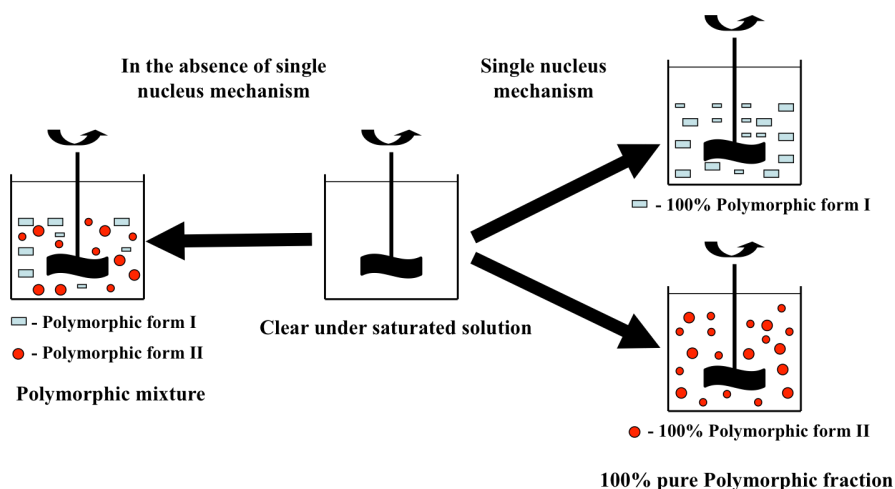 In the absence of single
nucleus mechanism
Single nucleus
mechanism
- 100% Polymorphic form I
- Polymorphic form I
- Polymorphic form II
Polymorphic mixture
Clear under saturated solution
- 100% Polymorphic form II
100% pure Polymorphic fraction